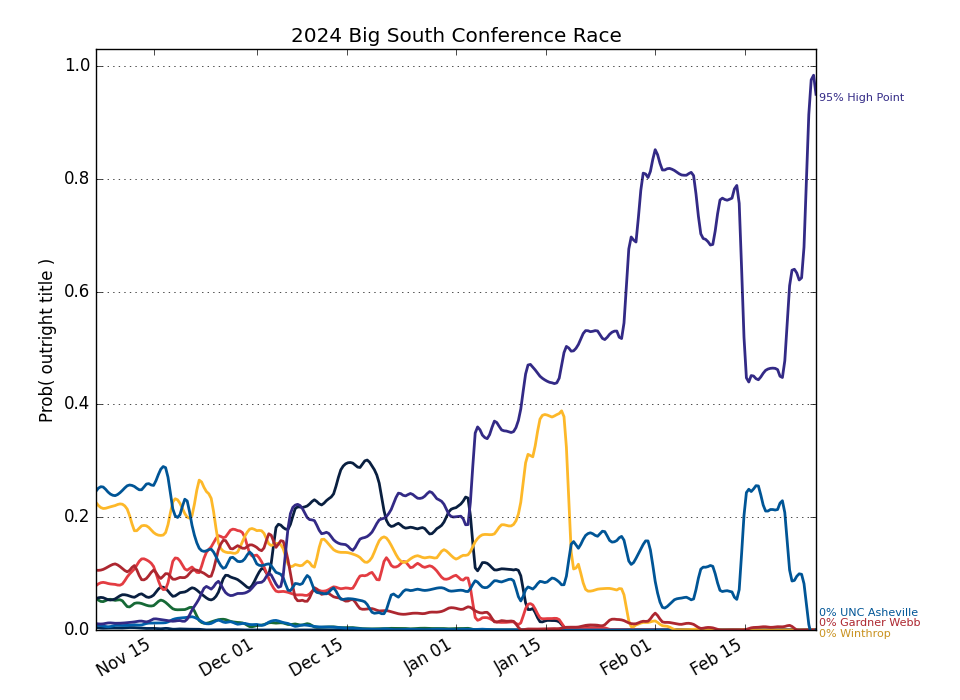 2024 Big South Conference Race
Prob( outright title )
1.0
0.8
0.6
0.4
0.2
0.0
95% High Point
0% UNC Asheville
0% Gardner Webb
0% Winthrop
Nov 15
Dec 01
Dec 15
Jan 01
Jan 15
Feb 01
Feb 15